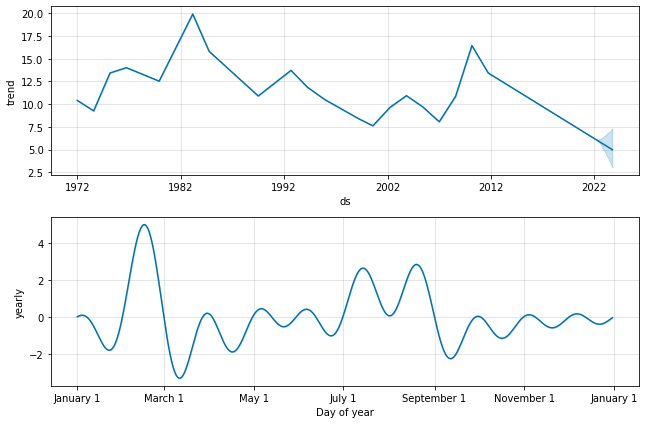 20.0
17.5
15.0
12.5
10.0
7.5
5.0
2.5
trend
1972 1982 1992 2002 2012 2022
ds
4
2
0
−2
yearly
January 1 March 1 May 1 July 1 September 1 November 1 January 1
Day of year